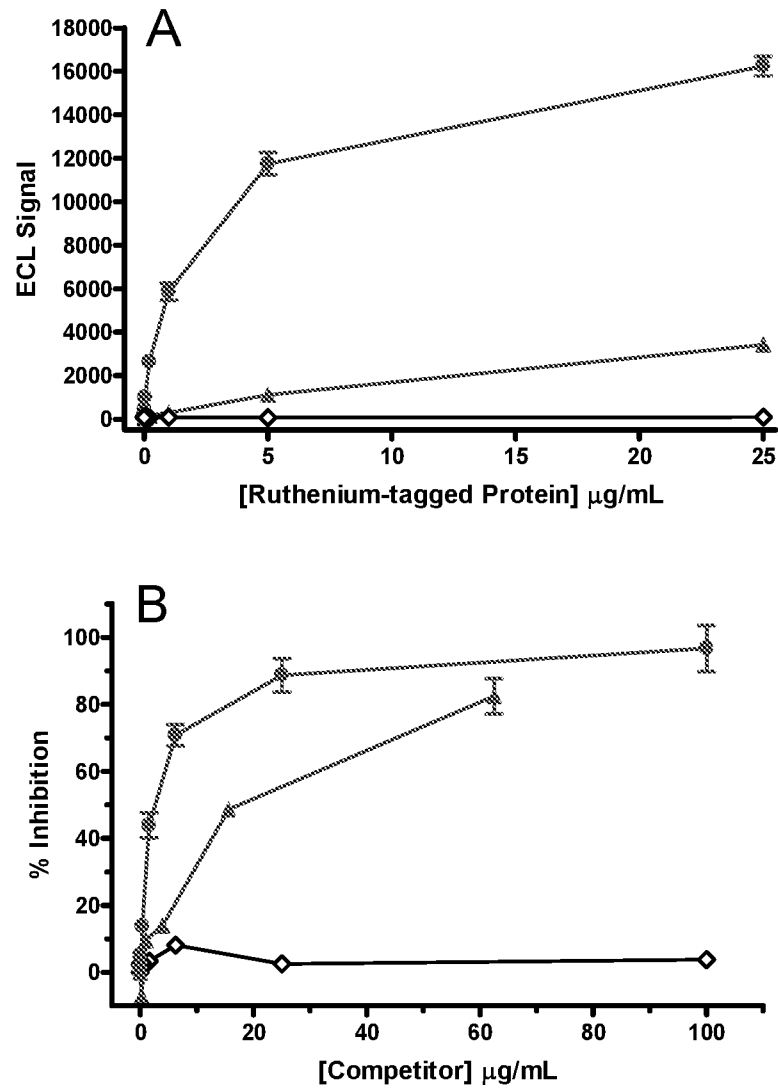 A
18000
16000
14000
12000
10000
8000
6000
4000
2000
0
ECL Signal
0 5 10 15 20 25
[Ruthenium-tagged Protein] µg/mL
B
100
80
60
40
20
0
% Inhibition
0 20 40 60 80 100
[Competitor] µg/mL